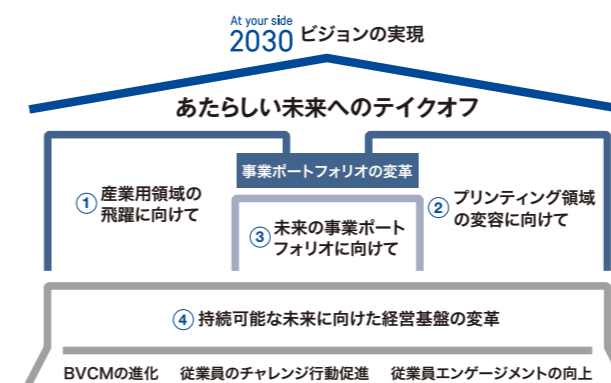 At your side
2030 ビジョンの実現
あたらしい未来へのテイクオフ
事業ポートフォリオの変革
① 産業用領域の
飛躍に向けて
② プリンティング領域
の変容に向けて
③ 未来の事業ポート
フォリオに向けて
④ 持続可能な未来に向けた経営基盤の変革
BVCMの進化 従業員のチャレンジ行動促進 従業員エンゲージメントの向上